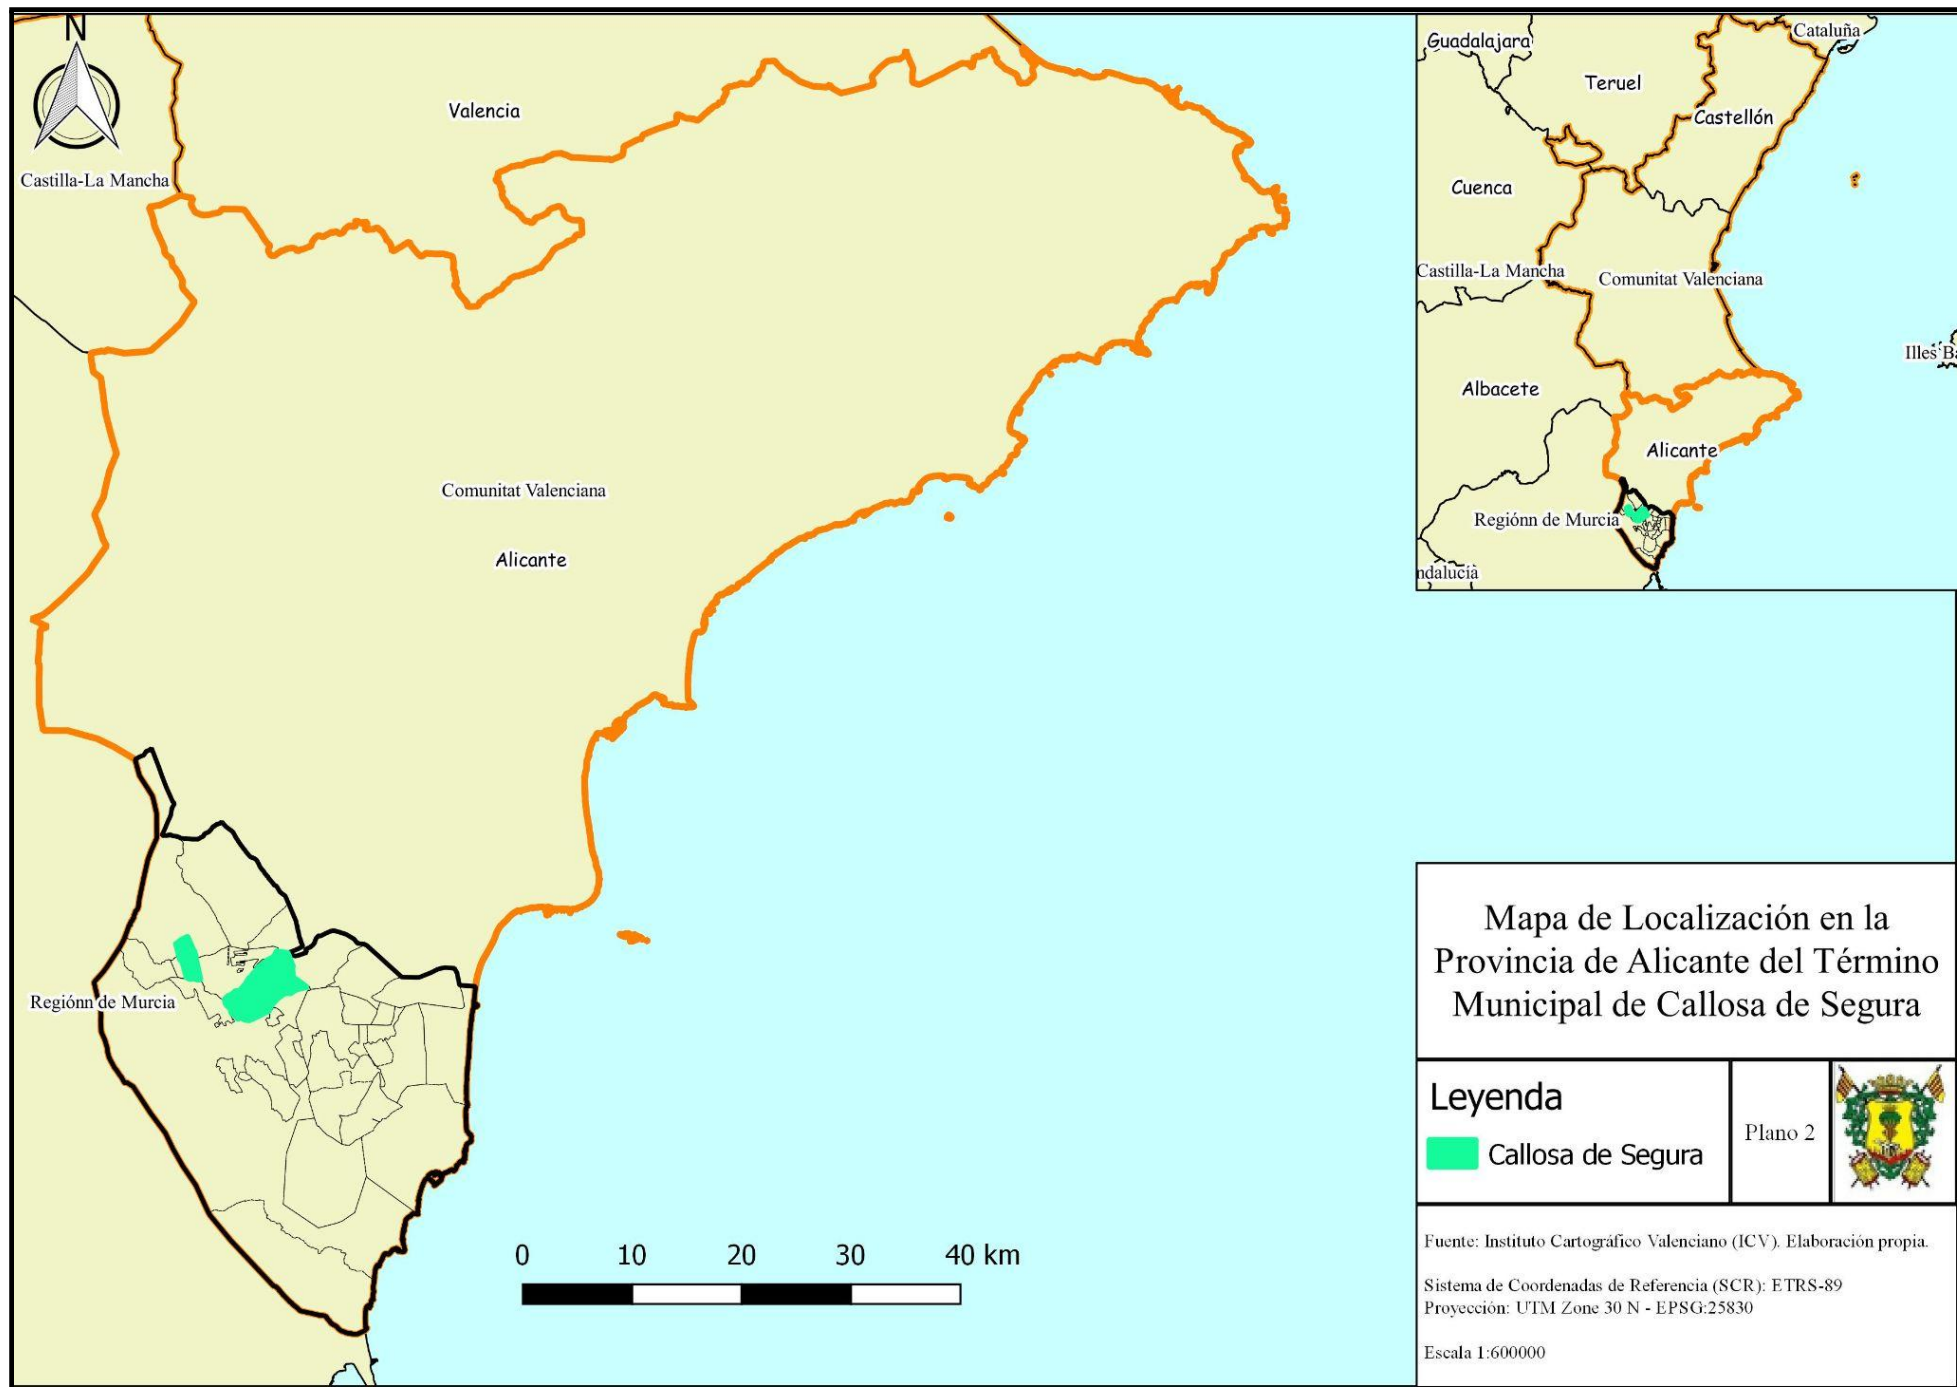 N
Valencia
Castilla-La Mancha
Comunitat Valenciana
Alicante
Regiónn de Murcia
0 10 20 30 40 km
Cataluña
Guadalajara
Teruel
Castellón
Cuenca
Castilla-La Mancha
Comunitat Valenciana
Illes Ba
Albacete
Alicante
Regiónn de Murcia
ndalucía
Mapa de Localización en la
Provincia de Alicante del Término
Municipal de Callosa de Segura
Leyenda
Callosa de Segura
Plano 2
Fuente: Instituto Cartográfico Valenciano (ICV). Elaboración propia.
Sistema de Coordenadas de Referencia (SCR): ETRS-89
Proyección: UTM Zone 30 N - EPSG:25830
Escala 1:600000